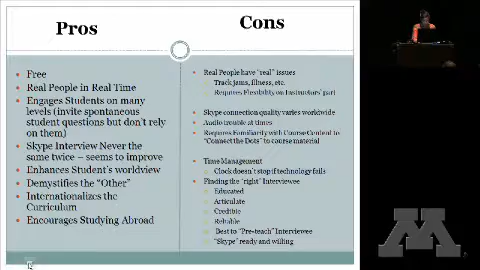 Pros
Free
Real People in Real Time
Engages Students on many
levels (invite spontaneous
student questions but don't rely
on them)
Skype Interview Never the
same twice – seems to improve
Enhances Student's worldview
Demystifies the "Other"
Internationalizes the
Curriculum
Encourages Studying Abroad
Cons
Real People have "real" issues
Track jams, illness, etc.
Requires Flexibility on Instructors' part
Skype connection quality varies worldwide
Audio trouble at times
Requires Familiarity with Course Content to
"Connect the Dots" to course material
Time Management
Clock doesn't stop if technology fails
Finding the "right" Interviewee
Educated
Articulate
Credible
Reliable
Best to "Pre-teach" Interviewee
"Skype" ready and willing
M